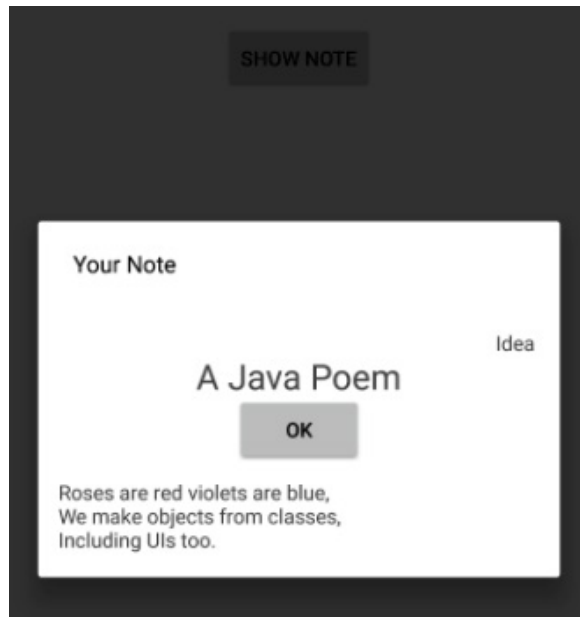 SHOW NOTE
Your Note
Idea
A Java Poem
OK
Roses are red violets are blue,
We make objects from classes,
Including UIs too.